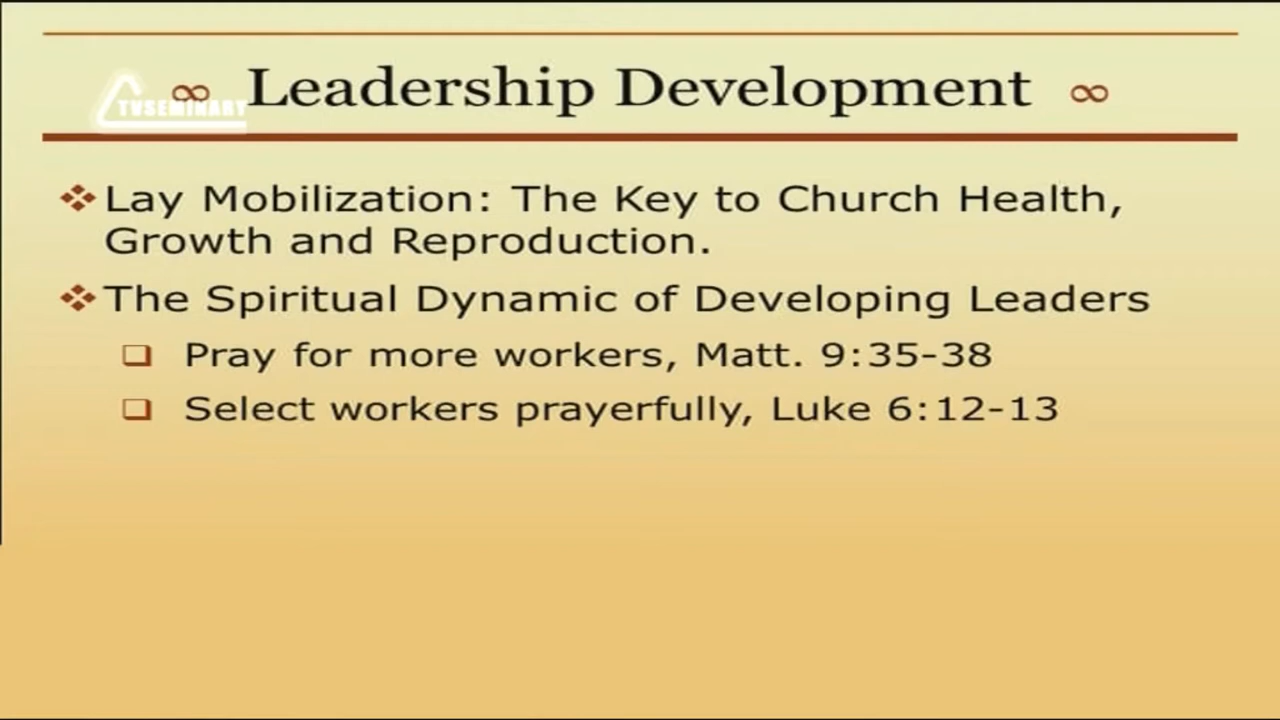 ∞ Leadership Development ∞
TVSEMINARY
❖ Lay Mobilization: The Key to Church Health,
Growth and Reproduction.
❖ The Spiritual Dynamic of Developing Leaders
❑ Pray for more workers, Matt. 9:35-38
❑ Select workers prayerfully, Luke 6:12-13